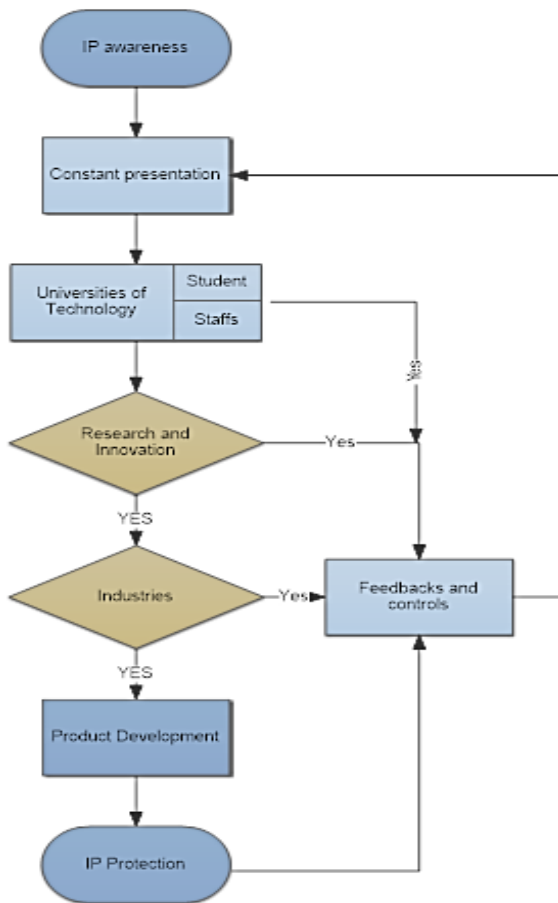 IP awareness
Constant presentation
Universities of
Technology
Student
Staffs
Yes
Research and
Innovation
Yes
YES
Industries
Yes
Feedbacks and
controls
YES
Product Development
IP Protection